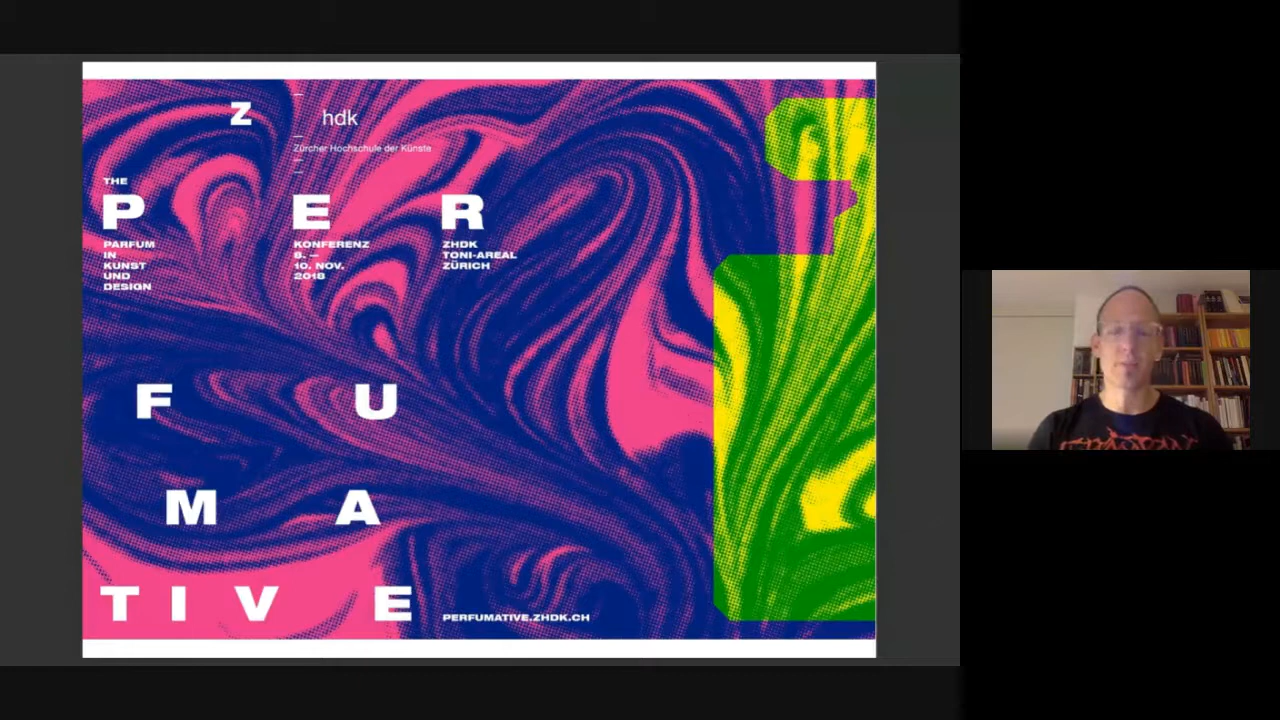 Z hdk
Zürcher Hochschule der Künste
THE
P E R
PARFUM
IN
KUNST
UND
DESIGN
KONFERENZ
8. —
10. NOV.
2018
ZHDK
TONI-AREAL
ZÜRICH
F U
M A
TIV E
PERFUMATIVE.ZHDK.CH